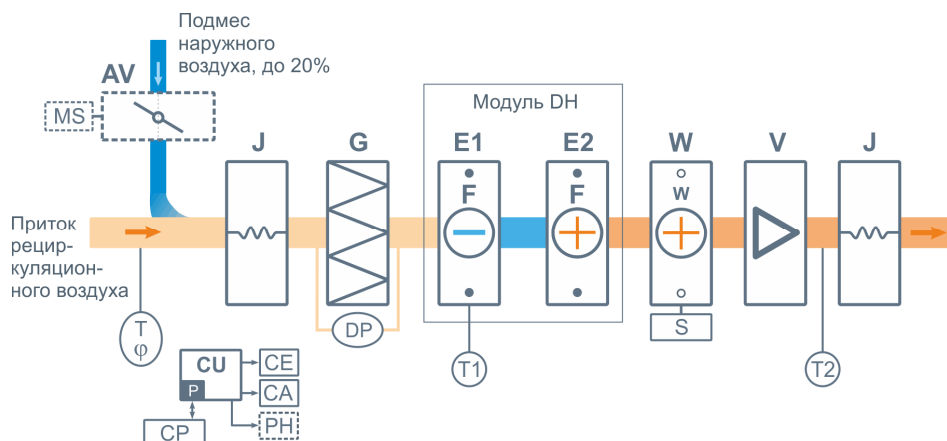 Подмес
наружного
воздуха, до 20%
AV
MS
Модуль DH
J
G
E1
E2
W
V
J
F
F
w
Приток
рецир-
куляцион-
ного воздуха
T
φ
DP
S
T1
T2
CU
P
CE
CA
PH
CP